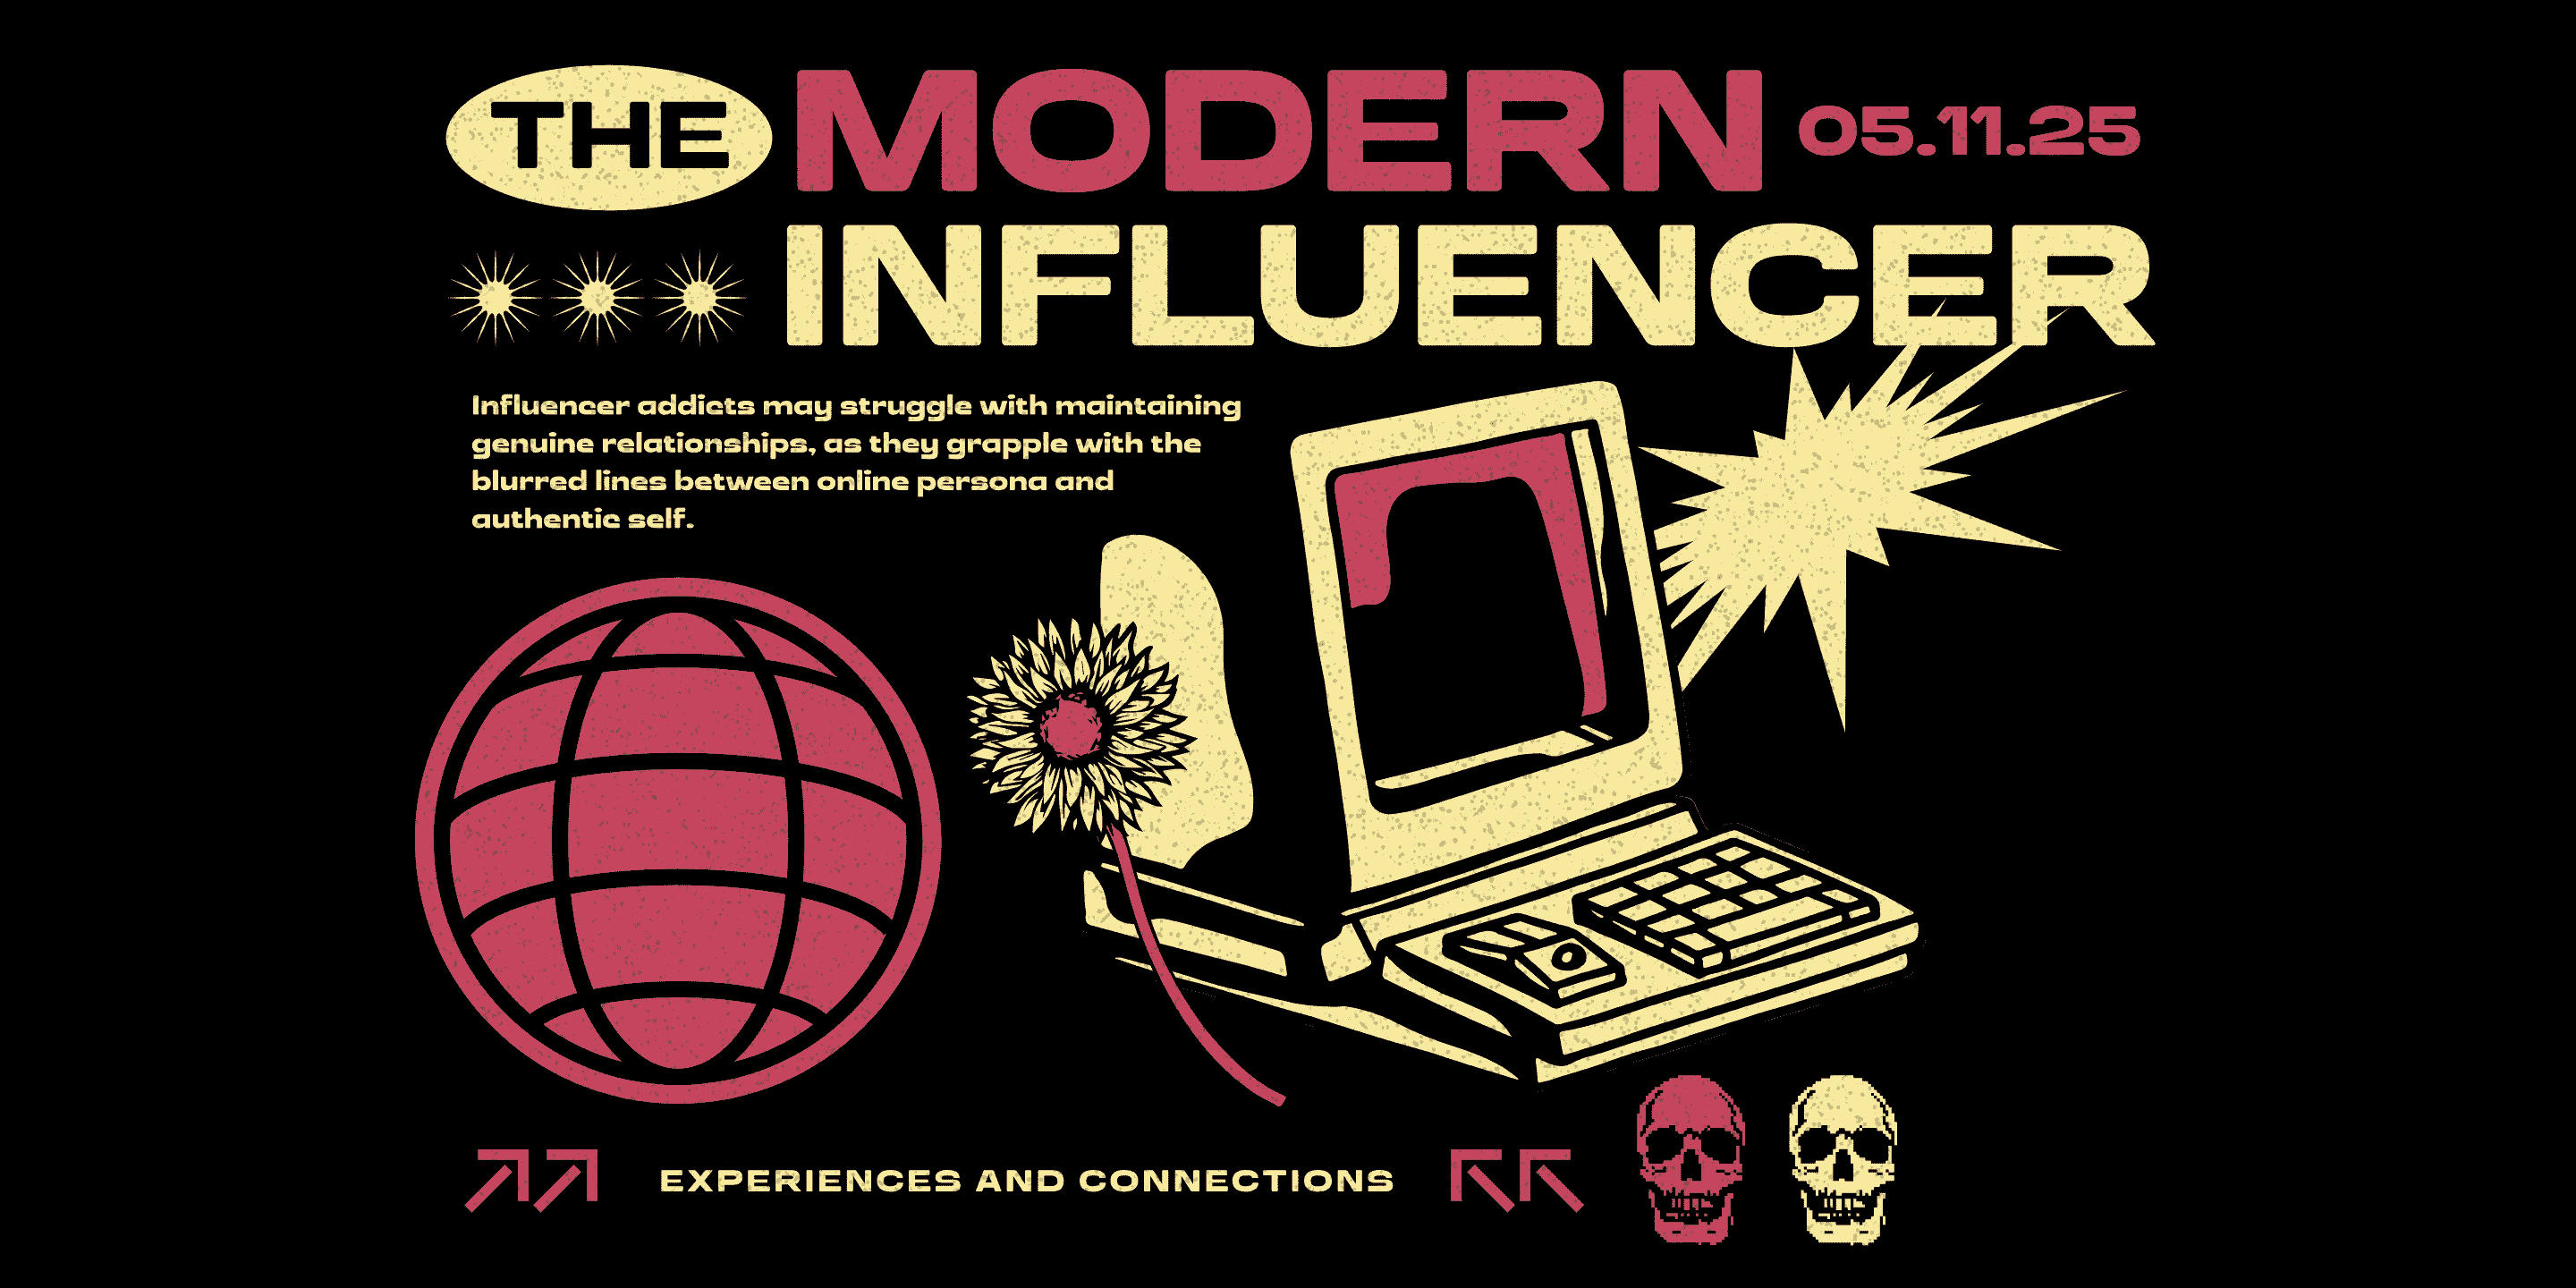 THE MODERN 05.11.25
INFLUENCER
Influencer addicts may struggle with maintaining
genuine relationships, as they grapple with the
blurred lines between online persona and
authentic self.
EXPERIENCES AND CONNECTIONS